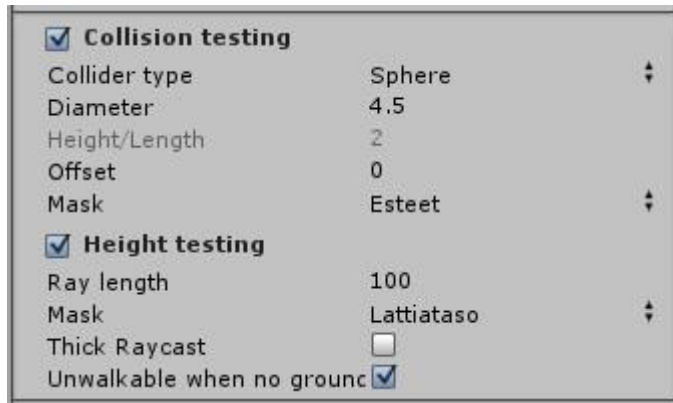 Collision testing
Collider type Sphere
Diameter 4.5
Height/Length 2
Offset 0
Mask Esteet
Height testing
Ray length 100
Mask Lattiataso
Thick Raycast
Unwalkable when no ground